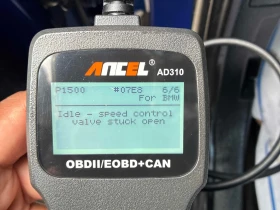 ANCEL
AD310
P1500 #07E8 6/6
For BMW
Idle - speed control
valve stuck open
OBDII/EOBD+CAN